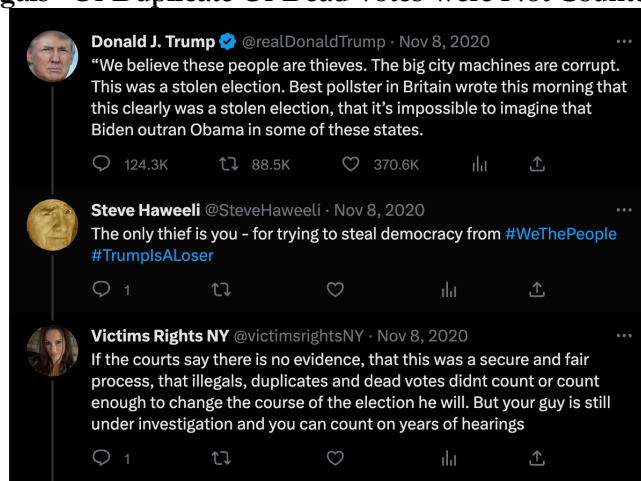 Duplicate Or Dead Votes were Not Counte
Donald J. Trump @realDonaldTrump · Nov 8, 2020
“We believe these people are thieves. The big city machines are corrupt.
This was a stolen election. Best pollster in Britain wrote this morning that
this clearly was a stolen election, that it’s impossible to imagine that
Biden outran Obama in some of these states.
124.3K 88.5K 370.6K
Steve Haweeli @SteveHaweeli · Nov 8, 2020
The only thief is you - for trying to steal democracy from #WeThePeople
#TrumpIsALoser
1
Victims Rights NY @victimsrightsNY · Nov 8, 2020
If the courts say there is no evidence, that this was a secure and fair
process, that illegals, duplicates and dead votes didnt count or count
enough to change the course of the election he will. But your guy is still
under investigation and you can count on years of hearings
1